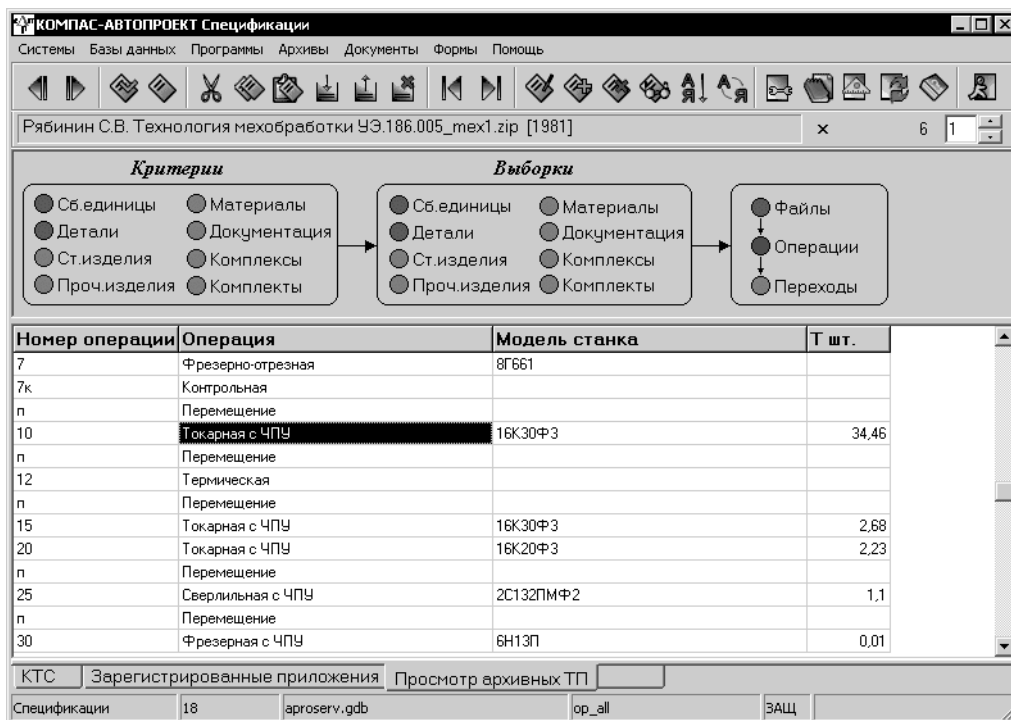 КОМПАС-АВТОПРОЕКТ Спецификации
Системы Базы данных Программы Архивы Документы Формы Помощь
Рябинин С.В. Технология мехобработки УЭ.186.005_mex1.zip [1981] × 6 1
Критерии Выборки
Сб.единицы Материалы Сб.единицы Материалы Файлы
Детали Документация Детали Документация Операции
Ст.изделия Комплексы Ст.изделия Комплексы Переходы
Проч.изделия Комплекты Проч.изделия Комплекты
Номер операции Операция Модель станка Т шт.
7 Фрезерно-отрезная 8Г661
7к Контрольная
п Перемещение
10 Токарная с ЧПУ 16К30Ф3 34,46
п Перемещение
12 Термическая
п Перемещение
15 Токарная с ЧПУ 16К30Ф3 2,68
20 Токарная с ЧПУ 16К20Ф3 2,23
п Перемещение
25 Сверлильная с ЧПУ 2С132ПМФ2 1,1
п Перемещение
30 Фрезерная с ЧПУ 6Н13П 0,01
КТС Зарегистрированные приложения Просмотр архивных ТП
Спецификации 18 aproserv.gdb op_all ЗАЩ